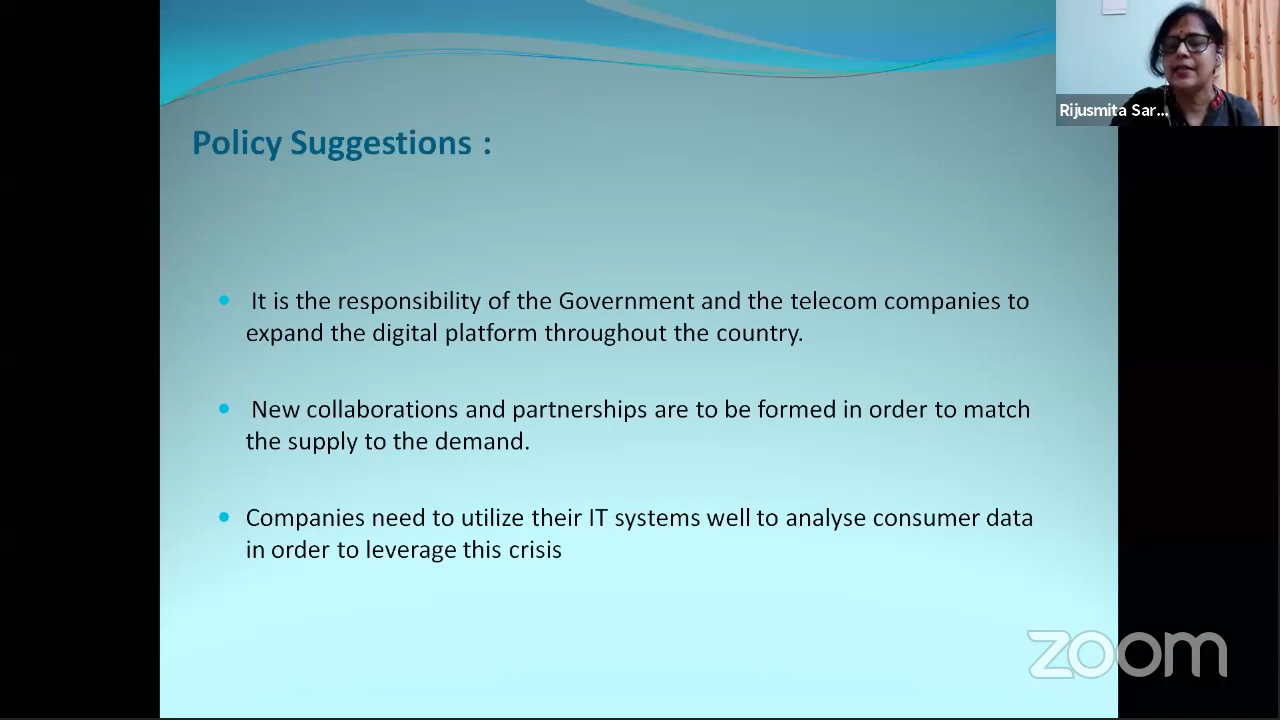 Rijusmita Sar...
Policy Suggestions :
It is the responsibility of the Government and the telecom companies to
expand the digital platform throughout the country.
New collaborations and partnerships are to be formed in order to match
the supply to the demand.
Companies need to utilize their IT systems well to analyse consumer data
in order to leverage this crisis
zoom